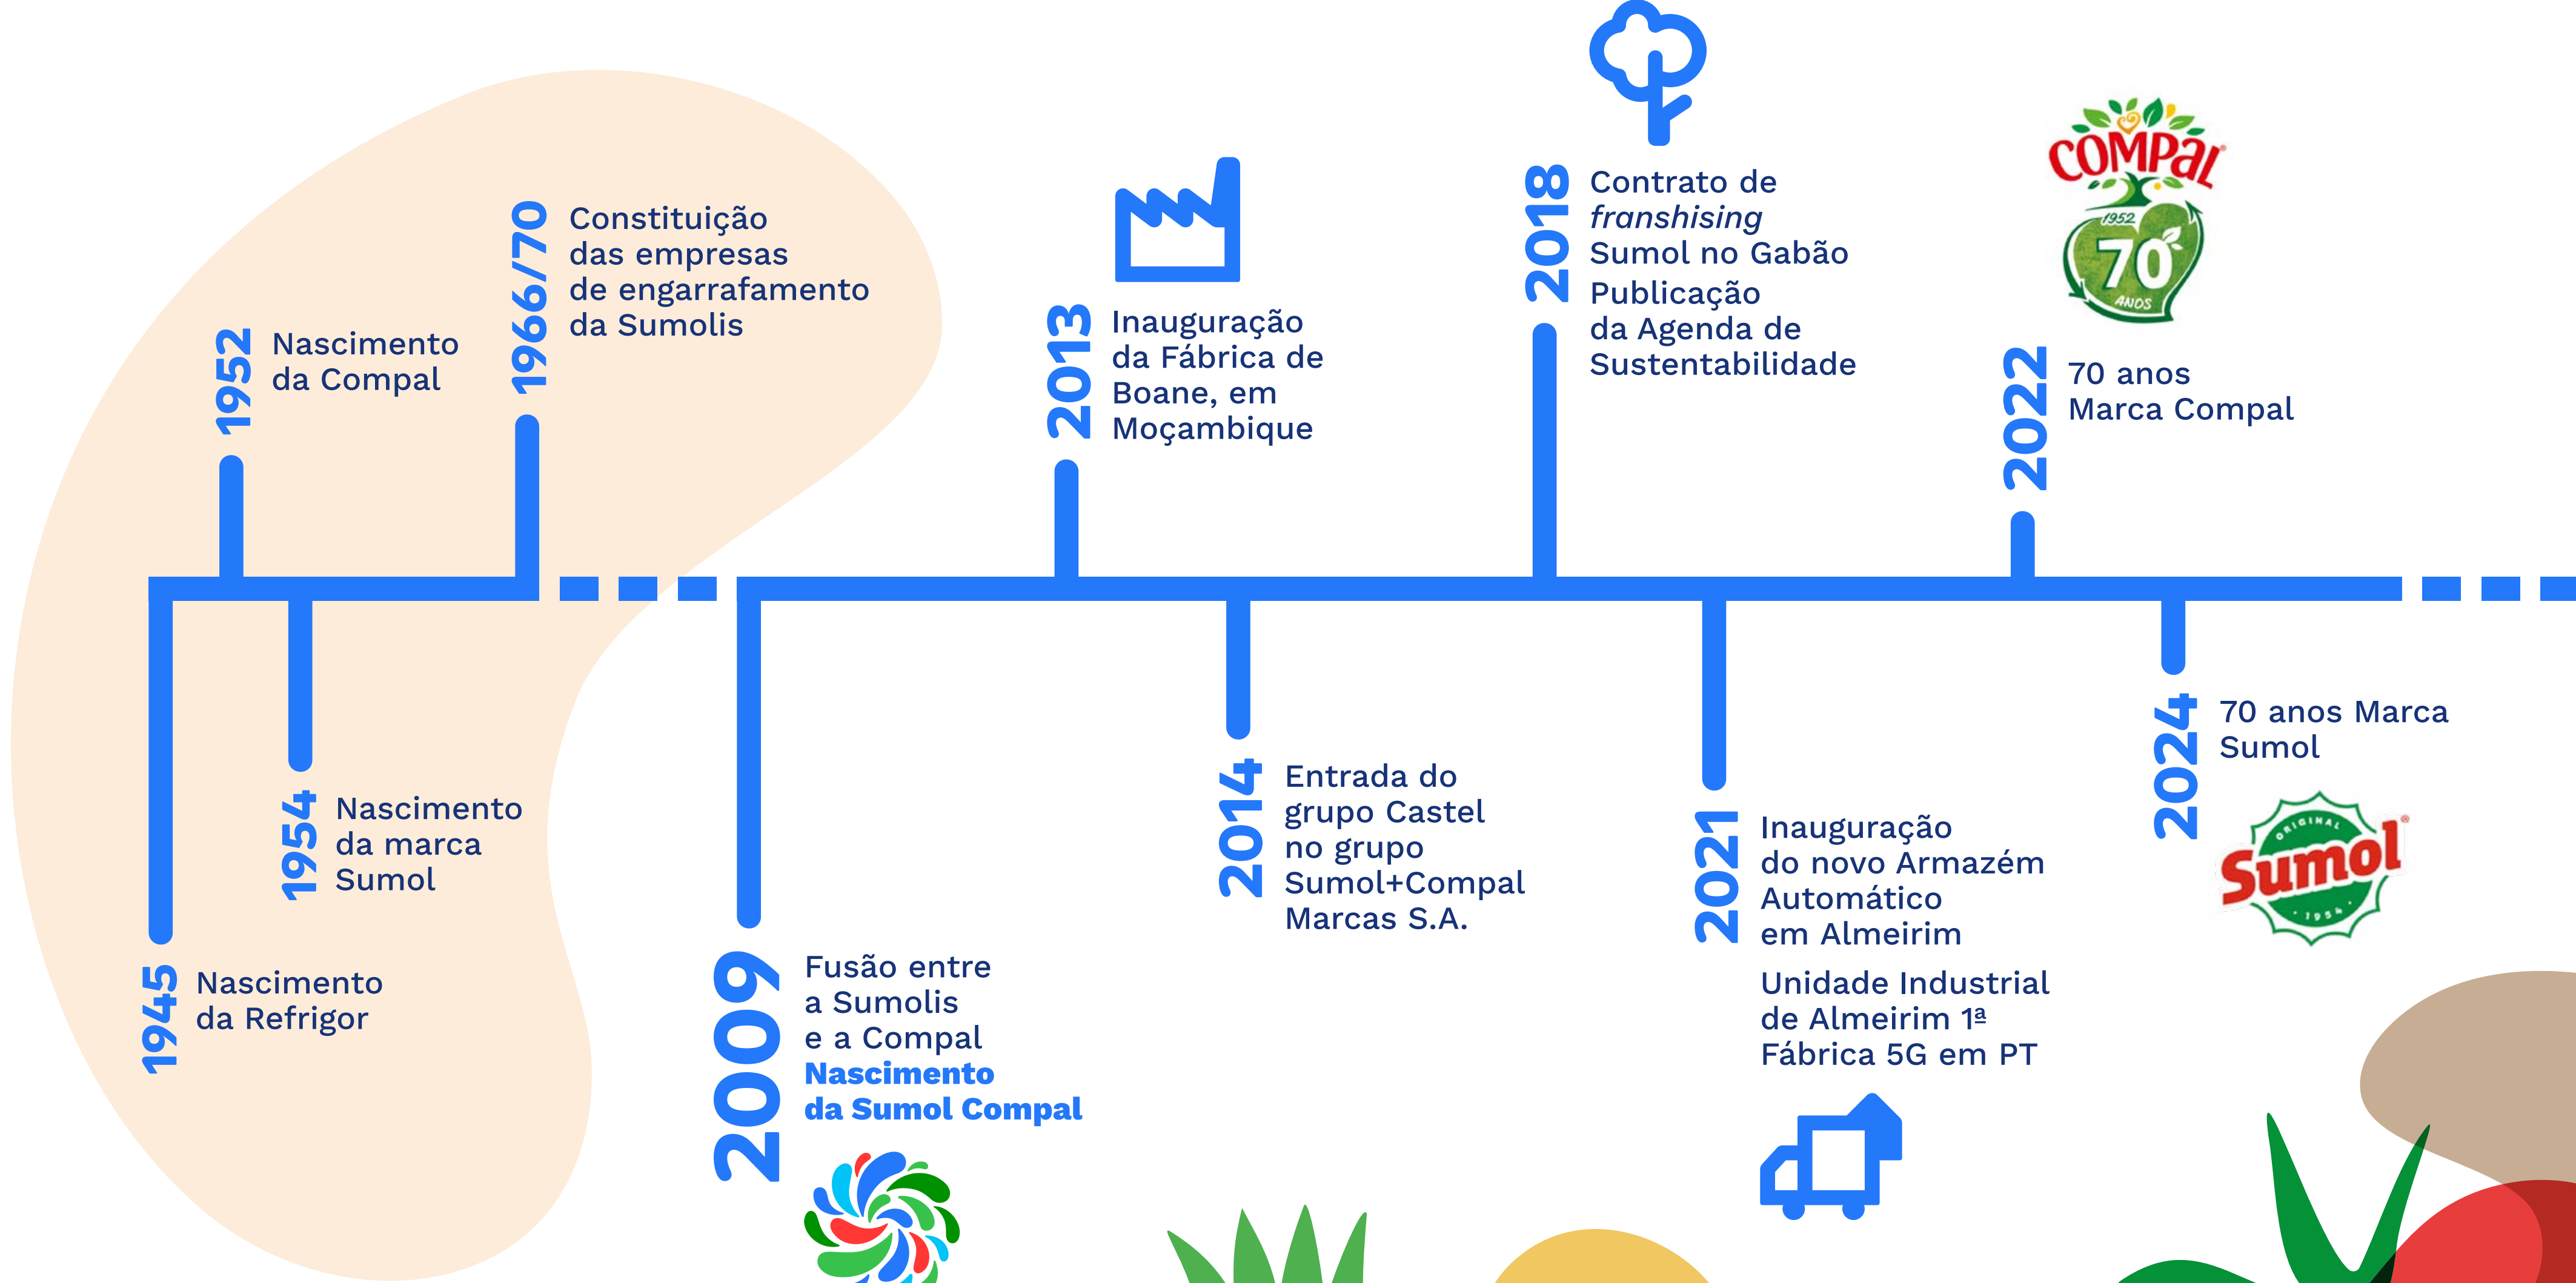 1945
Nascimento
da Refrigor
1952
Nascimento
da Compal
1954
Nascimento
da marca
Sumol
1966/70
Constituição
das empresas
de engarrafamento
da Sumolis
2009
Fusão entre
a Sumolis
e a Compal
Nascimento
da Sumol Compal
2013
Inauguração
da Fábrica de
Boane, em
Moçambique
2014
Entrada do
grupo Castel
no grupo
Sumol+Compal
Marcas S.A.
2018
Contrato de
franshising
Sumol no Gabão
Publicação
da Agenda de
Sustentabilidade
2021
Inauguração
do novo Armazém
Automático
em Almeirim
Unidade Industrial
de Almeirim 1ª
Fábrica 5G em PT
COMPAL
1952
70
ANOS
2022
70 anos
Marca Compal
2024
70 anos Marca
Sumol
ORIGINAL
Sumol®
· 1954 ·